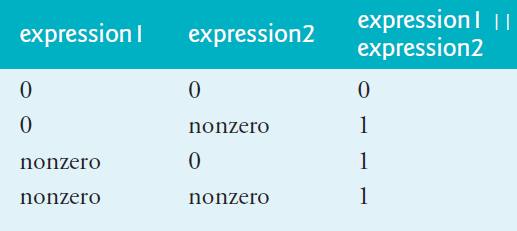 expression1 expression2 expression1 ||
expression2
0 0 0
0 nonzero 1
nonzero 0 1
nonzero nonzero 1